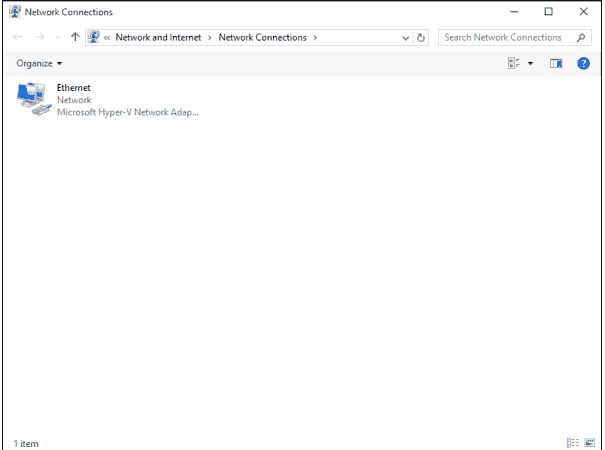 Network Connections
« Network and Internet > Network Connections >
Search Network Connections
Organize
Ethernet
Network
Microsoft Hyper-V Network Adap...
1 item